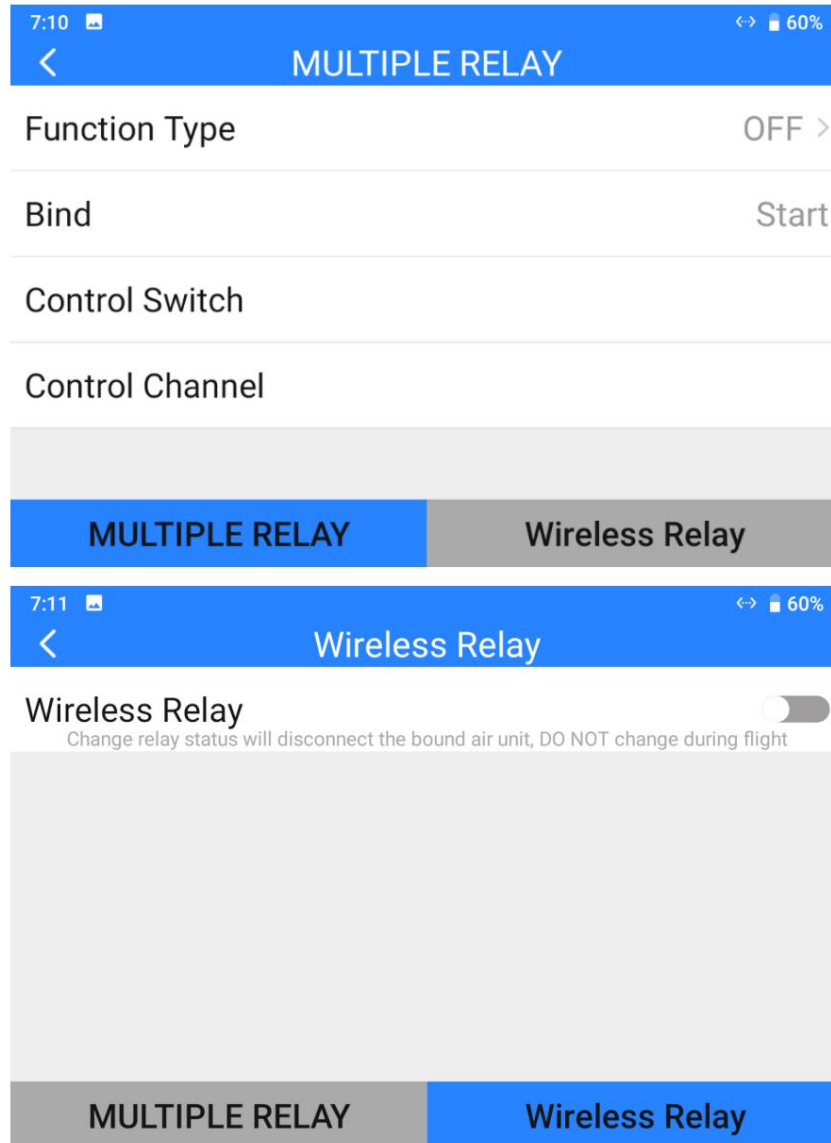 7:10 60%
MULTIPLE RELAY
Function Type OFF
Bind Start
Control Switch
Control Channel
MULTIPLE RELAY Wireless Relay
7:11 60%
Wireless Relay
Wireless Relay
Change relay status will disconnect the bound air unit, DO NOT change during flight
MULTIPLE RELAY Wireless Relay